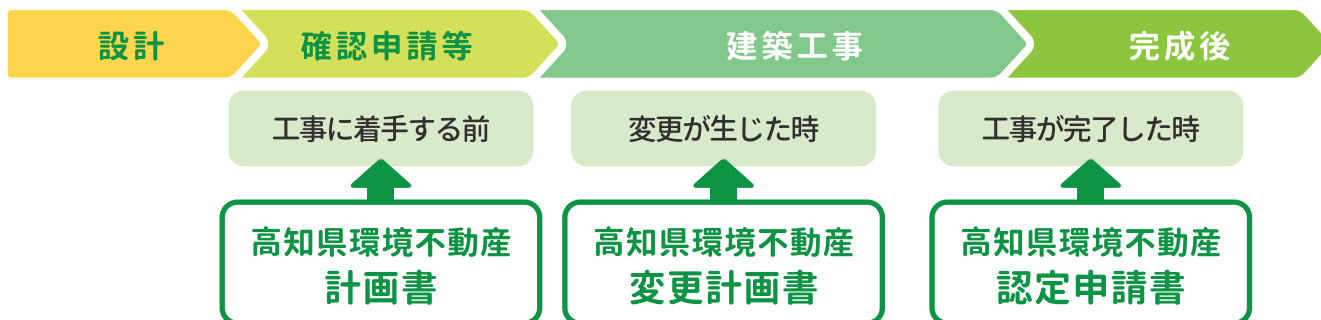 設計
確認申請等
建築工事
完成後
工事に着手する前
変更が生じた時
工事が完了した時
高知県環境不動産
計画書
高知県環境不動産
変更計画書
高知県環境不動産
認定申請書